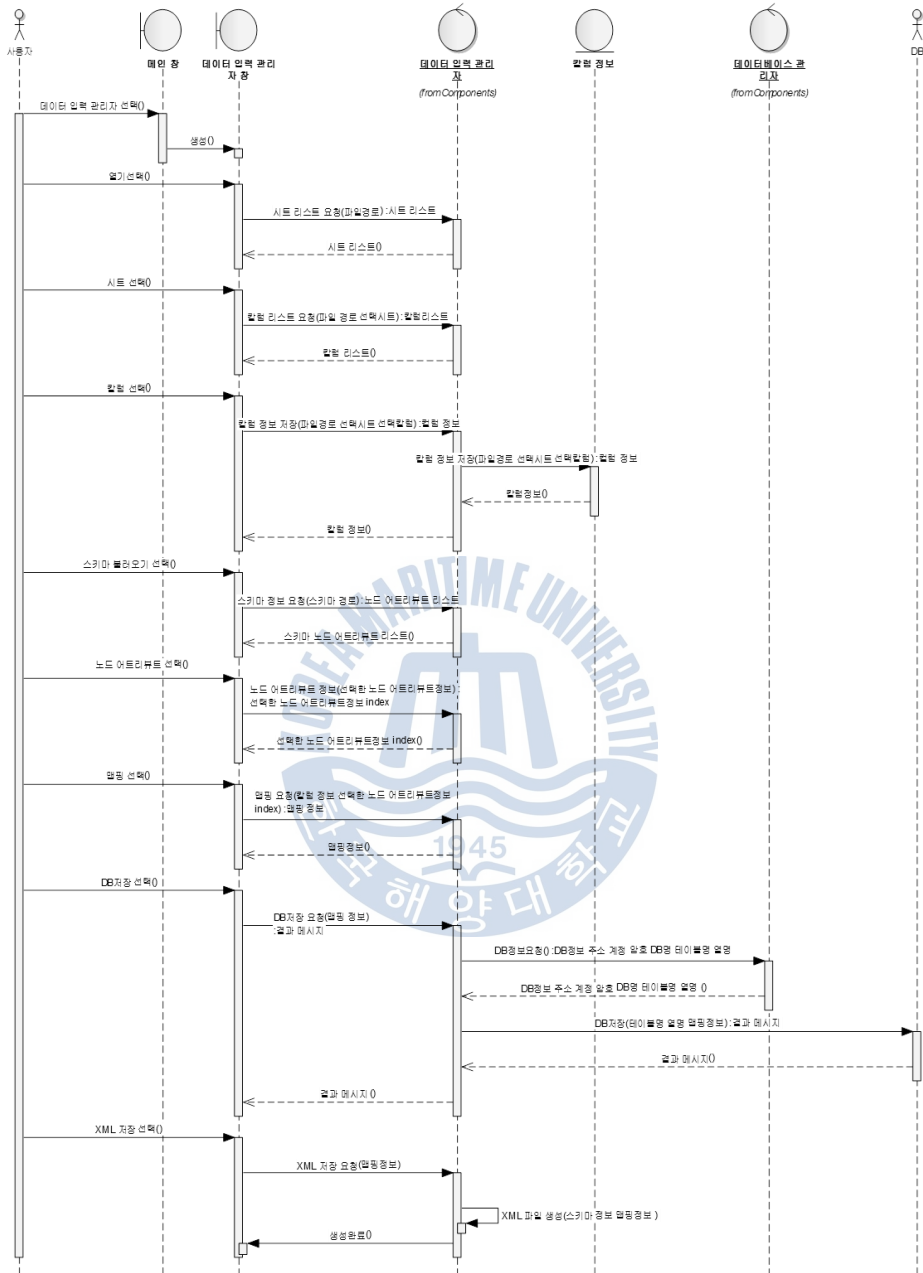 사용자
메인 창
데이터 입력 관리
자 창
데이터 입력 관리
자
(from Components)
칼럼 정보
데이터베이스 관
리자
(from Components)
DB
데이터 입력 관리자 선택()
생성()
열기선택()
시트 리스트 요청(파일경로) :시트 리스트
시트 리스트()
시트 선택()
칼럼 리스트 요청(파일 경로 선택시트) :칼럼리스트
칼럼 리스트()
칼럼 선택()
칼럼 정보 저장(파일경로 선택시트 선택칼럼) :컬럼 정보
칼럼 정보 저장(파일경로 선택시트 선택칼럼) :컬럼 정보
칼럼정보()
칼럼 정보()
스키마 불러오기 선택()
스키마 정보 요청(스키마 경로) :노드 어트리뷰트 리스트
스키마 노드 어트리뷰트 리스트()
노드 어트리뷰트 선택()
노드 어트리뷰트 정보(선택한 노드 어트리뷰트정보) :
선택한 노드 어트리뷰트정보 index
선택한 노드 어트리뷰트정보 index()
맵핑 선택()
맵핑 요청(칼럼 정보 선택한 노드 어트리뷰트정보
index) :맵핑 정보
맵핑정보()
DB저장 선택()
DB저장 요청(맵핑 정보)
:결과 메시지
DB정보요청() :DB정보 주소 계정 암호 DB명 테이블명 열명
DB정보 주소 계정 암호 DB명 테이블명 열명 ()
DB저장(테이블명 열명 맵핑정보) :결과 메시지
결과 메시지()
결과 메시지 ()
XML 저장 선택()
XML 저장 요청(맵핑정보)
XML 파일 생성(스키마 정보 맵핑정보 )
생성완료()
KOREA MARITIME UNIVERSITY
1945
한국해양대학교